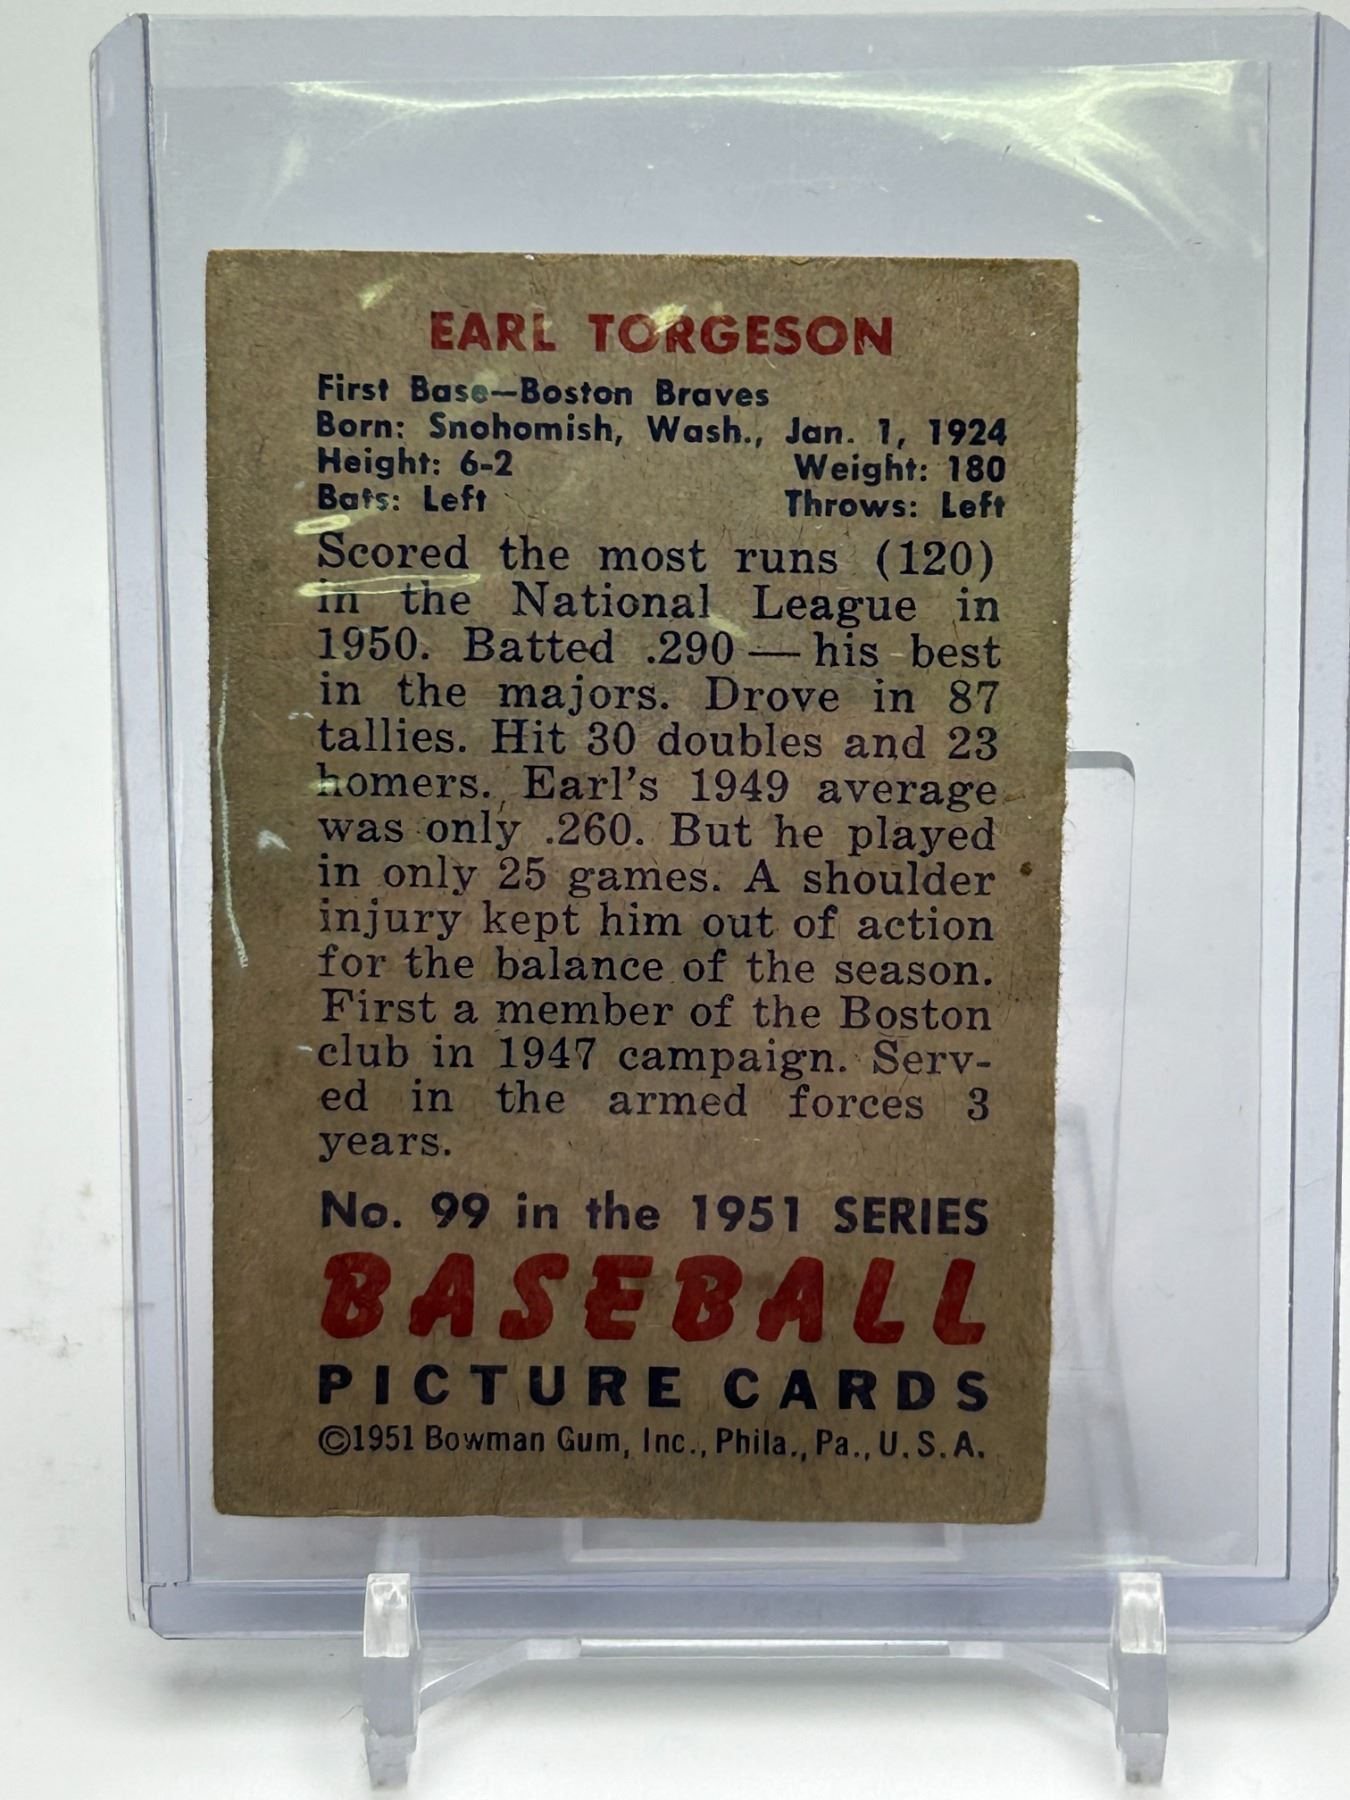 EARL TORGESON
First Base—Boston Braves
Born: Snohomish, Wash., Jan. 1, 1924
Height: 6-2 Weight: 180
Bats: Left Throws: Left
Scored the most runs (120)
in the National League in
1950. Batted .290 — his best
in the majors. Drove in 87
tallies. Hit 30 doubles and 23
homers. Earl's 1949 average
was only .260. But he played
in only 25 games. A shoulder
injury kept him out of action
for the balance of the season.
First a member of the Boston
club in 1947 campaign. Serv-
ed in the armed forces 3
years.
No. 99 in the 1951 SERIES
BASEBALL
PICTURE CARDS
©1951 Bowman Gum, Inc., Phila., Pa., U.S.A.